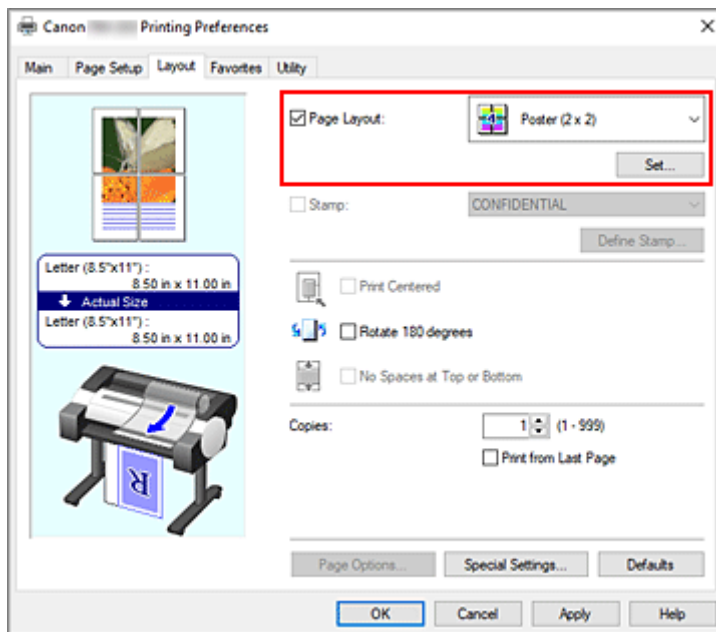 Canon Printing Preferences
Main Page Setup Layout Favorites Utility
Page Layout: 4 Poster (2 x 2)
Set...
Stamp: CONFIDENTIAL
Define Stamp...
Letter (8.5"x11") :
8.50 in x 11.00 in
Actual Size
Letter (8.5"x11") :
8.50 in x 11.00 in
Print Centered
Rotate 180 degrees
No Spaces at Top or Bottom
Copies: 1 (1 - 999)
Print from Last Page
R
Page Options... Special Settings... Defaults
OK Cancel Apply Help